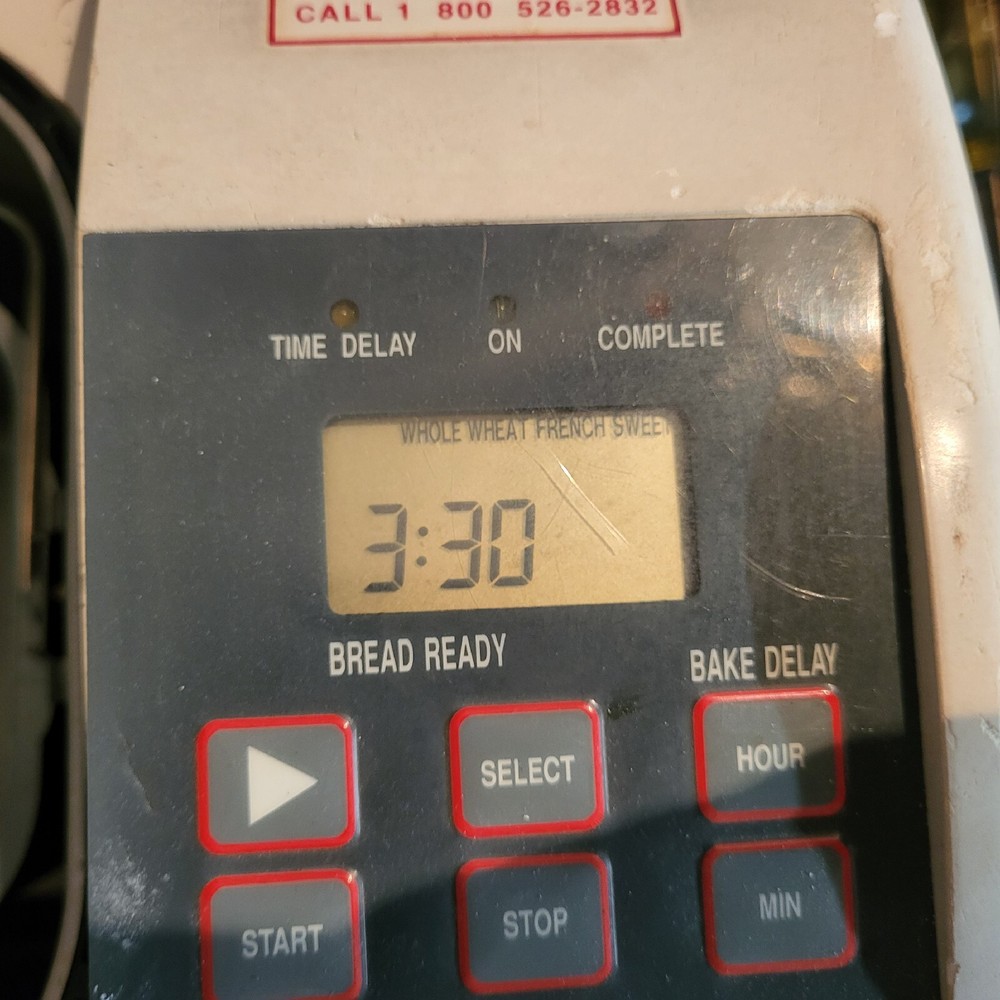 CALL 1 800 526-2832
TIME DELAY ON COMPLETE
WHOLE WHEAT FRENCH SWEET
3:30
BREAD READY
BAKE DELAY
SELECT
HOUR
START
STOP
MIN